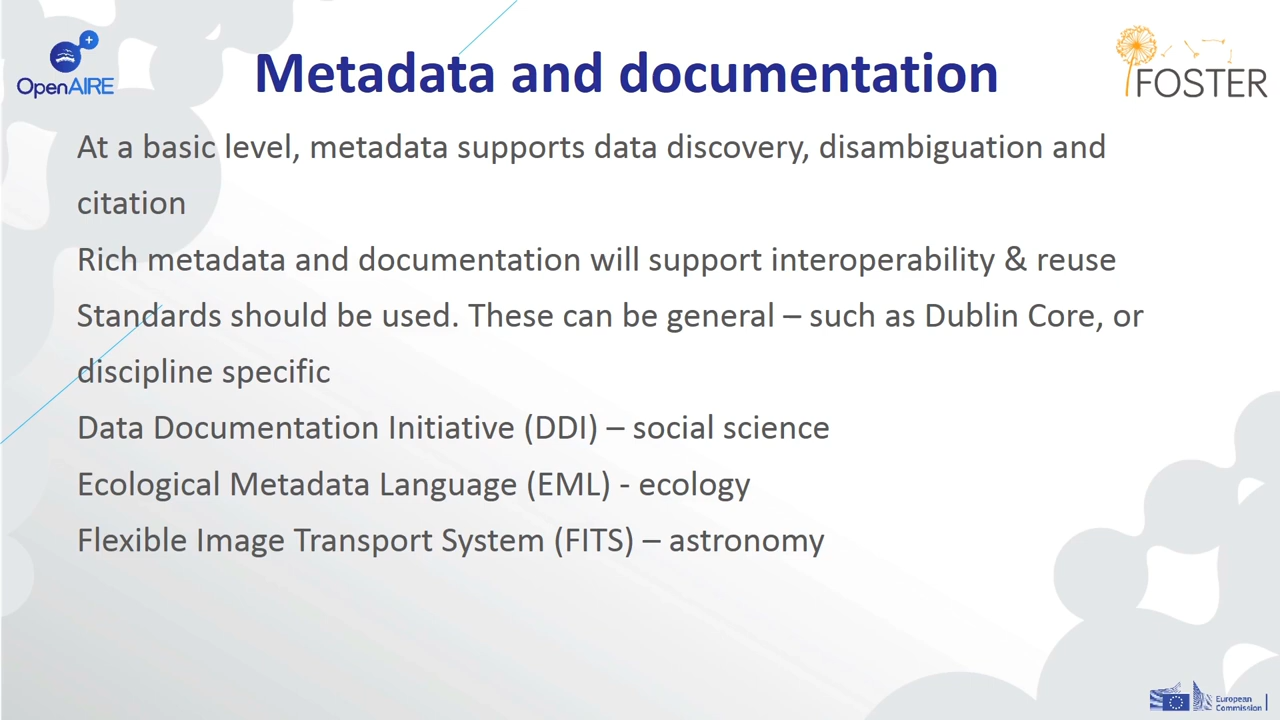 OpenAIRE
Metadata and documentation
FOSTER
At a basic level, metadata supports data discovery, disambiguation and
citation
Rich metadata and documentation will support interoperability & reuse
Standards should be used. These can be general – such as Dublin Core, or
discipline specific
Data Documentation Initiative (DDI) – social science
Ecological Metadata Language (EML) - ecology
Flexible Image Transport System (FITS) – astronomy
European
Commission